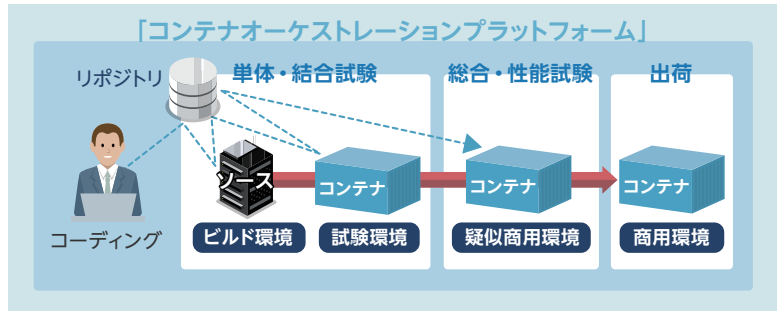 「コンテナオーケストレーションプラットフォーム」
リポジトリ
単体・結合試験
総合・性能試験
出荷
ソース
コンテナ
コンテナ
コンテナ
コーディング
ビルド環境
試験環境
疑似商用環境
商用環境